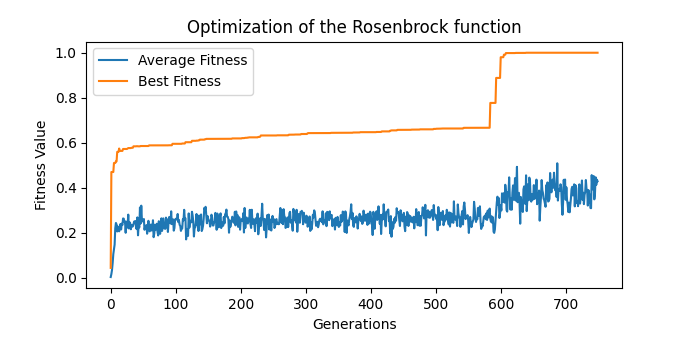 Optimization of the Rosenbrock function
Average Fitness
Best Fitness
1.0
0.8
0.6
0.4
0.2
0.0
Fitness Value
0 100 200 300 400 500 600 700
Generations